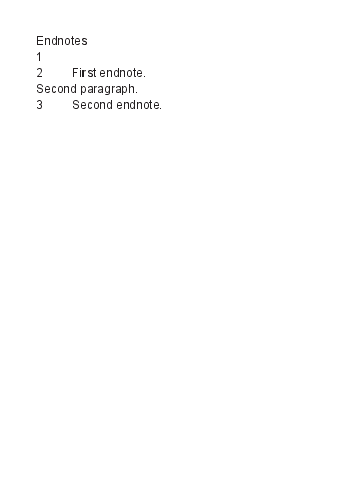 Endnotes
1
2 First endnote.
Second paragraph.
3 Second endnote.